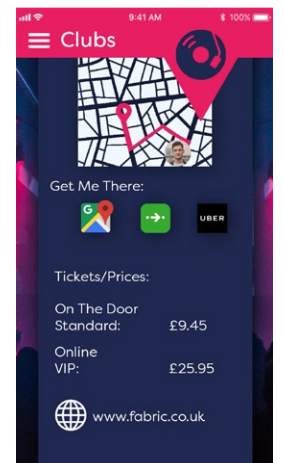 9:41 AM
100%
Clubs
Get Me There:
G
UBER
Tickets/Prices:
On The Door
Standard: £9.45
Online
VIP: £25.95
www.fabric.co.uk